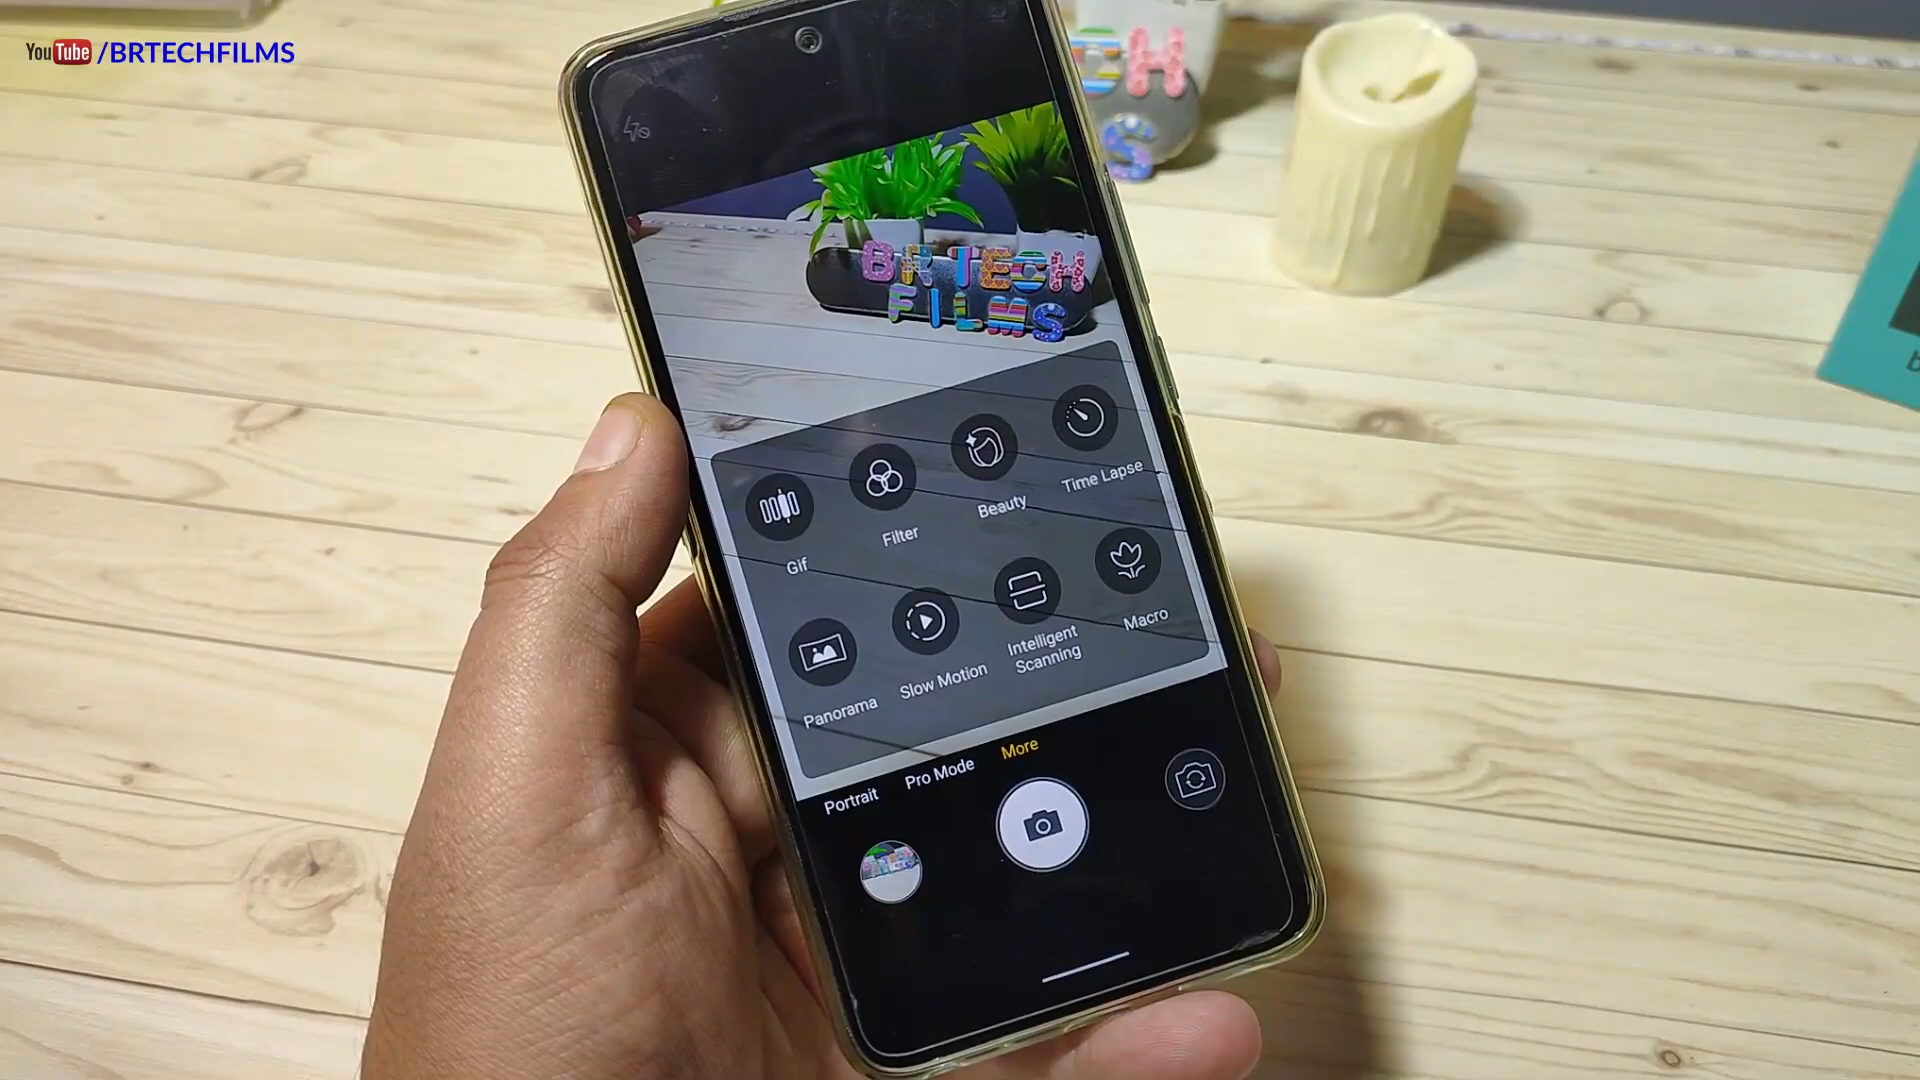 YouTube /BRTECHFILMS
CH
S
BR TECH
FILMS
Gif
Filter
Beauty
Time Lapse
Panorama
Slow Motion
Intelligent
Scanning
Macro
Portrait
Pro Mode
More